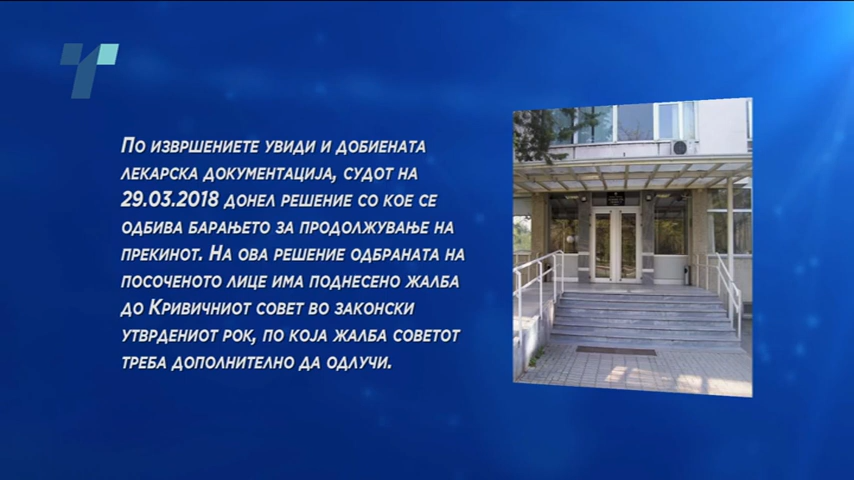 По извршениете увиди и добиената
лекарска документација, судот на
29.03.2018 донел решение со кое се
одбива барањето за продолжување на
прекинот. На ова решение одбраната на
посоченото лице има поднесено жалба
до Кривичниот совет во законски
утврдениот рок, по која жалба советот
треба дополнително да одлучи.